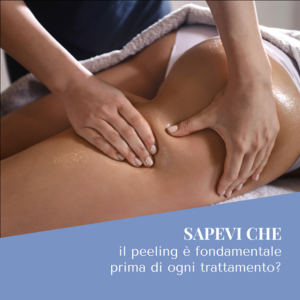 SAPEVI CHE
il peeling è fondamentale
prima di ogni trattamento?